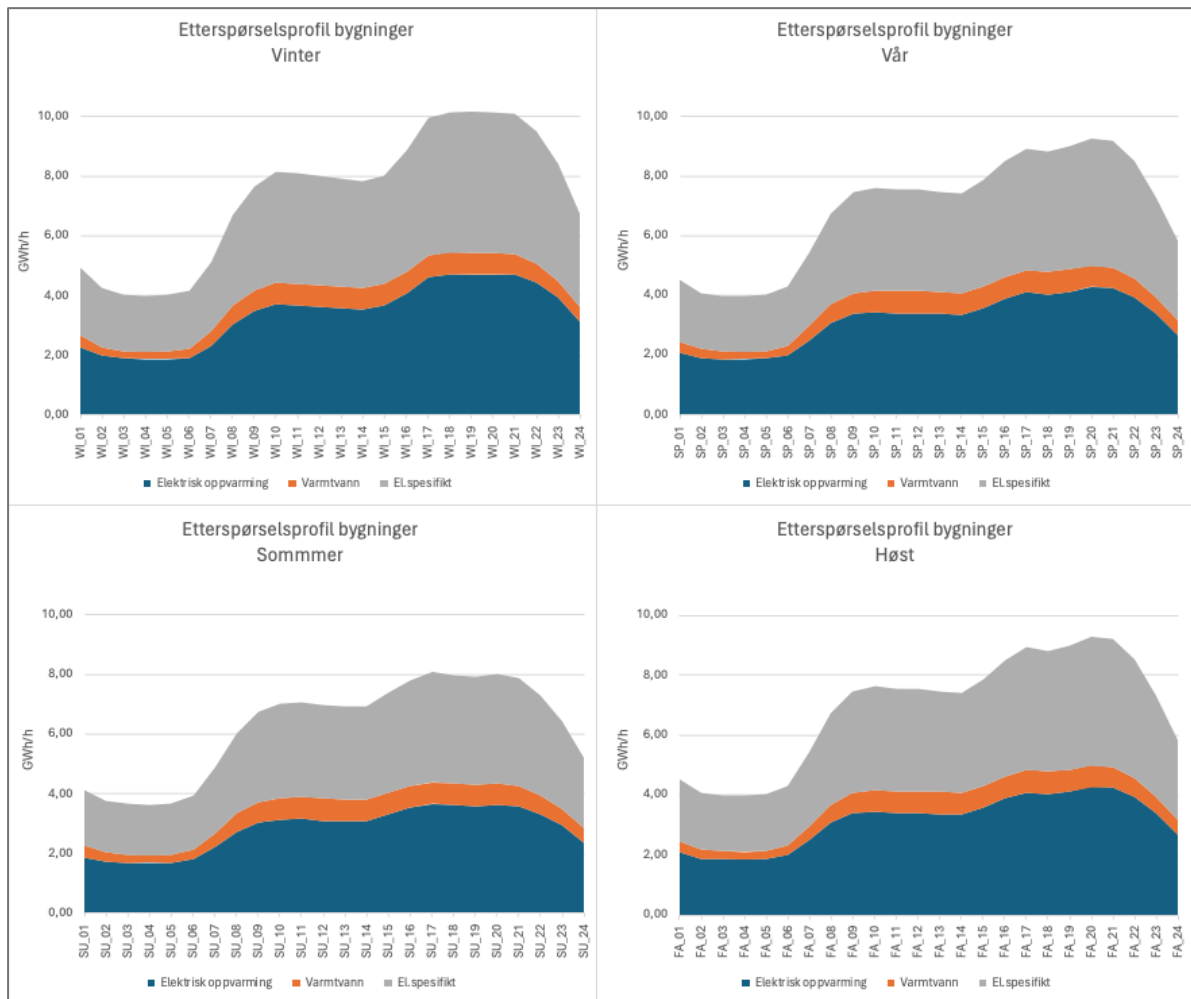 Etterspørselsprofil bygninger
Vinter
GWh/h
10,00
8,00
6,00
4,00
2,00
0,00
WI_01
WI_02
WI_03
WI_04
WI_05
WI_06
WI_07
WI_08
WI_09
WI_10
WI_11
WI_12
WI_13
WI_14
WI_15
WI_16
WI_17
WI_18
WI_19
WI_20
WI_21
WI_22
WI_23
WI_24
Elektrisk oppvarming Varmtvann El.spesifikt
Etterspørselsprofil bygninger
Vår
GWh/h
10,00
8,00
6,00
4,00
2,00
0,00
SP_01
SP_02
SP_03
SP_04
SP_05
SP_06
SP_07
SP_08
SP_09
SP_10
SP_11
SP_12
SP_13
SP_14
SP_15
SP_16
SP_17
SP_18
SP_19
SP_20
SP_21
SP_22
SP_23
SP_24
Elektrisk oppvarming Varmtvann El.spesifikt
Etterspørselsprofil bygninger
Sommmer
GWh/h
10,00
8,00
6,00
4,00
2,00
0,00
SU_01
SU_02
SU_03
SU_04
SU_05
SU_06
SU_07
SU_08
SU_09
SU_10
SU_11
SU_12
SU_13
SU_14
SU_15
SU_16
SU_17
SU_18
SU_19
SU_20
SU_21
SU_22
SU_23
SU_24
Elektrisk oppvarming Varmtvann El.spesifikt
Etterspørselsprofil bygninger
Høst
GWh/h
10,00
8,00
6,00
4,00
2,00
0,00
FA_01
FA_02
FA_03
FA_04
FA_05
FA_06
FA_07
FA_08
FA_09
FA_10
FA_11
FA_12
FA_13
FA_14
FA_15
FA_16
FA_17
FA_18
FA_19
FA_20
FA_21
FA_22
FA_23
FA_24
Elektrisk oppvarming Varmtvann El.spesifikt